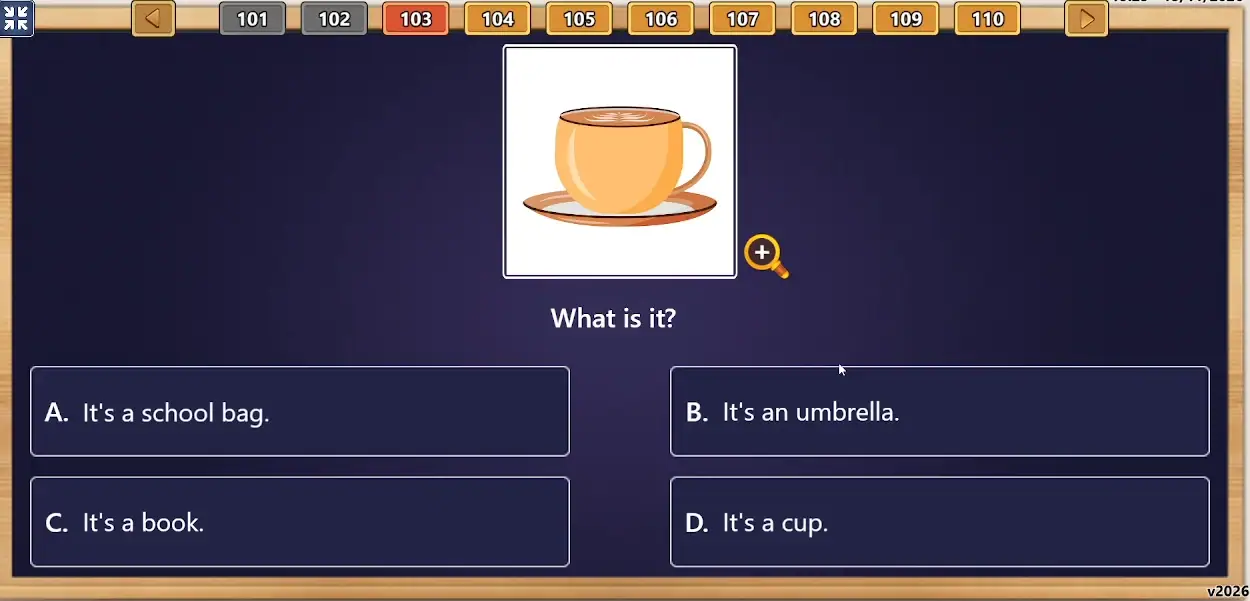 101 102 103 104 105 106 107 108 109 110
What is it?
A. It's a school bag.
B. It's an umbrella.
C. It's a book.
D. It's a cup.
v2026